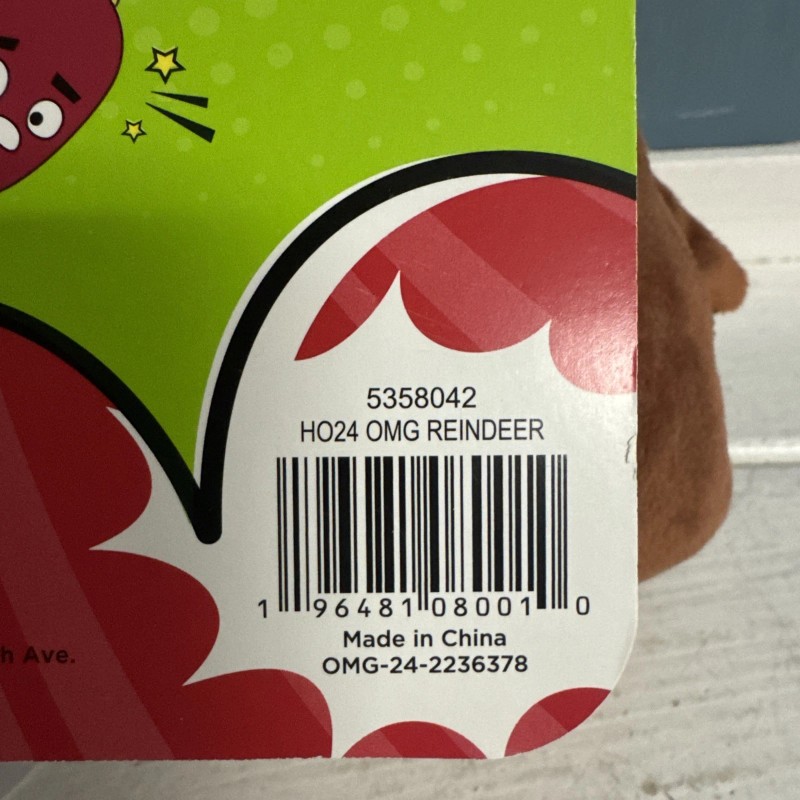 5358042
HO24 OMG REINDEER
1 96481 08001 0
Made in China
h Ave.
OMG-24-2236378